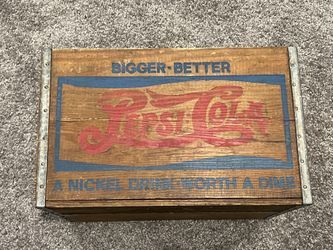 BIGGER-BETTER
PEPSI-COLA
A NICKEL DRINK WORTH A DIME